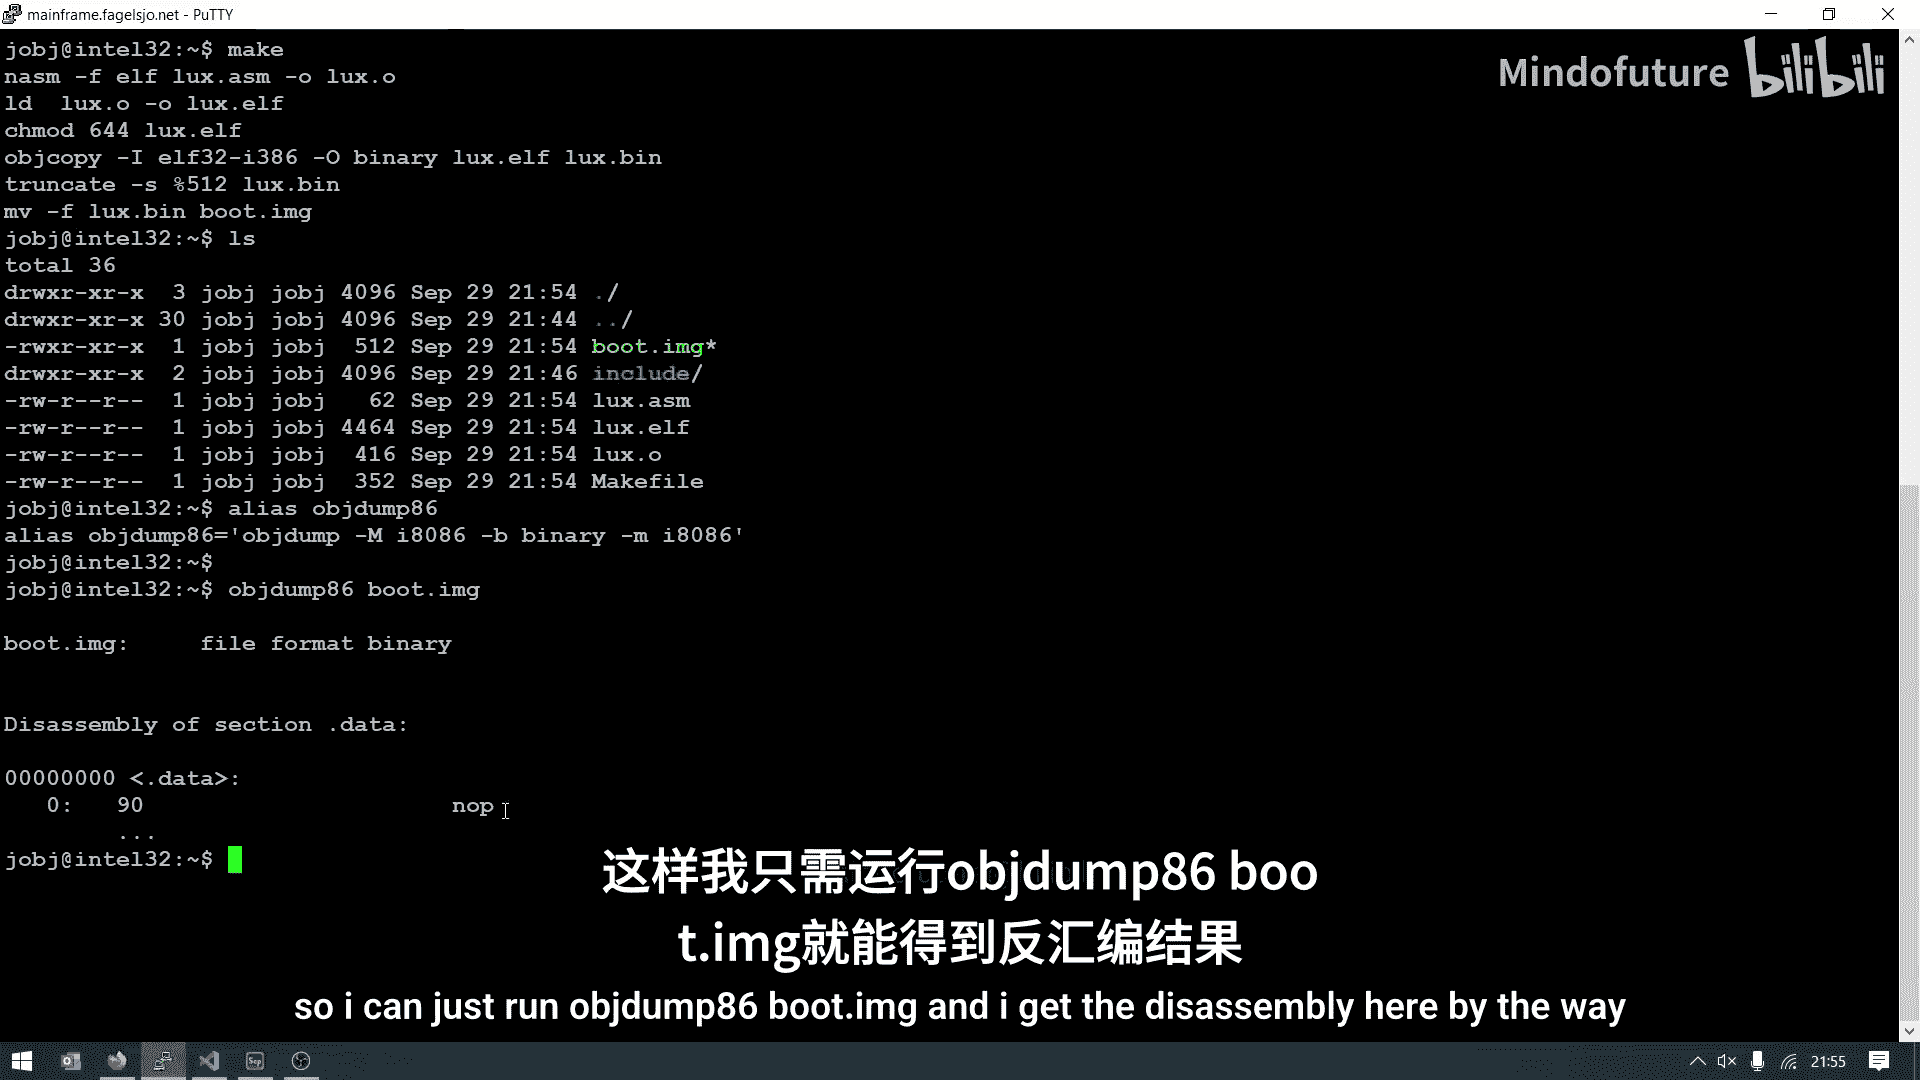 mainframe.fagelsjo.net - PuTTY
jobj@intel32:~$ make
nasm -f elf lux.asm -o lux.o
ld  lux.o -o lux.elf
chmod 644 lux.elf
objcopy -I elf32-i386 -O binary lux.elf lux.bin
truncate -s %512 lux.bin
mv -f lux.bin boot.img
jobj@intel32:~$ ls
total 36
drwxr-xr-x  3 jobj jobj 4096 Sep 29 21:54 ./
drwxr-xr-x 30 jobj jobj 4096 Sep 29 21:44 ../
-rwxr-xr-x  1 jobj jobj  512 Sep 29 21:54 boot.img*
drwxr-xr-x  2 jobj jobj 4096 Sep 29 21:46 include/
-rw-r--r--  1 jobj jobj   62 Sep 29 21:54 lux.asm
-rw-r--r--  1 jobj jobj 4464 Sep 29 21:54 lux.elf
-rw-r--r--  1 jobj jobj  416 Sep 29 21:54 lux.o
-rw-r--r--  1 jobj jobj  352 Sep 29 21:54 Makefile
jobj@intel32:~$ alias objdump86
alias objdump86='objdump -M i8086 -b binary -m i8086'
jobj@intel32:~$
jobj@intel32:~$ objdump86 boot.img
boot.img:     file format binary
Disassembly of section .data:
00000000 <.data>:
   0:   90                      nop
        ...
jobj@intel32:~$
Mindofuture bilibili
这样我只需运行objdump86 boo
t.img就能得到反汇编结果
so i can just run objdump86 boot.img and i get the disassembly here by the way
21:55